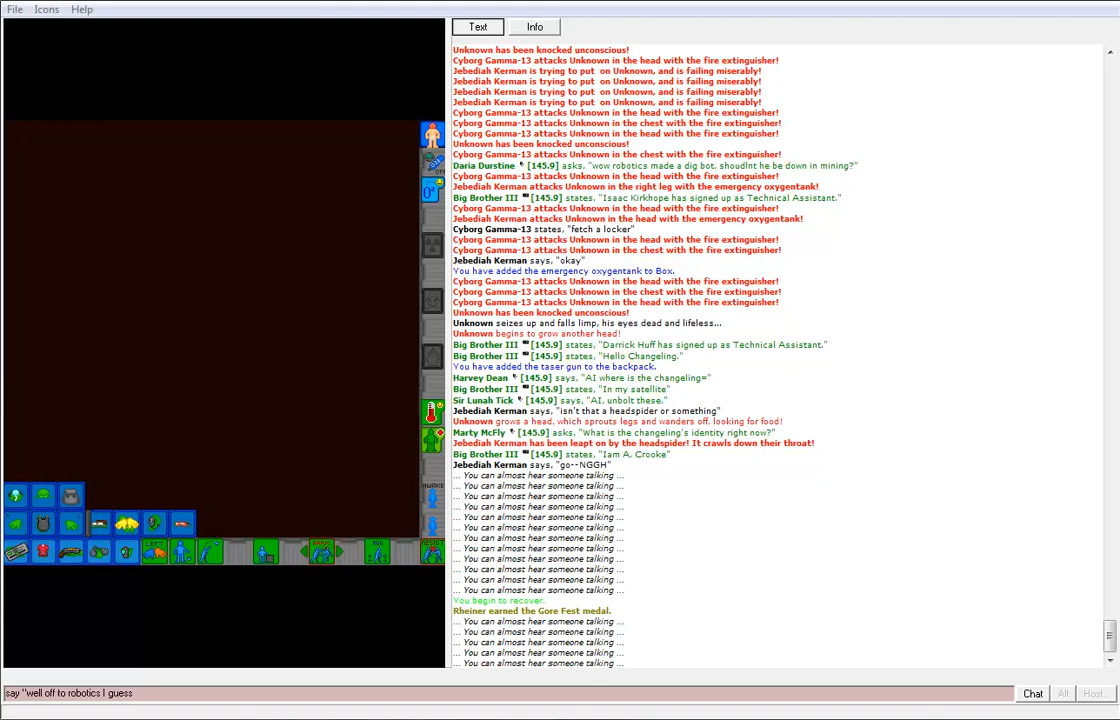 File Icons Help
Text Info
Unknown has been knocked unconscious!
Cyborg Gamma-13 attacks Unknown in the head with the fire extinguisher!
Jebediah Kerman is trying to put  on Unknown, and is failing miserably!
Jebediah Kerman is trying to put  on Unknown, and is failing miserably!
Jebediah Kerman is trying to put  on Unknown, and is failing miserably!
Jebediah Kerman is trying to put  on Unknown, and is failing miserably!
Cyborg Gamma-13 attacks Unknown in the head with the fire extinguisher!
Cyborg Gamma-13 attacks Unknown in the chest with the fire extinguisher!
Cyborg Gamma-13 attacks Unknown in the head with the fire extinguisher!
Unknown has been knocked unconscious!
Cyborg Gamma-13 attacks Unknown in the chest with the fire extinguisher!
Daria Durstine [145.9] asks, "wow robotics made a dig bot, shoudlnt he be down in mining?"
Cyborg Gamma-13 attacks Unknown in the head with the fire extinguisher!
Jebediah Kerman attacks Unknown in the right leg with the emergency oxygentank!
Big Brother III [145.9] states, "Isaac Kirkhope has signed up as Technical Assistant."
Cyborg Gamma-13 attacks Unknown in the head with the fire extinguisher!
Jebediah Kerman attacks Unknown in the head with the emergency oxygentank!
Cyborg Gamma-13 states, "fetch a locker"
Cyborg Gamma-13 attacks Unknown in the head with the fire extinguisher!
Cyborg Gamma-13 attacks Unknown in the chest with the fire extinguisher!
Jebediah Kerman says, "okay"
You have added the emergency oxygentank to Box.
Cyborg Gamma-13 attacks Unknown in the head with the fire extinguisher!
Cyborg Gamma-13 attacks Unknown in the chest with the fire extinguisher!
Cyborg Gamma-13 attacks Unknown in the head with the fire extinguisher!
Unknown has been knocked unconscious!
Unknown seizes up and falls limp, his eyes dead and lifeless...
Unknown begins to grow another head!
Big Brother III [145.9] states, "Darrick Huff has signed up as Technical Assistant."
Big Brother III [145.9] states, "Hello Changeling."
You have added the taser gun to the backpack.
Harvey Dean [145.9] says, "AI where is the changeling="
Big Brother III [145.9] states, "In my satellite"
Sir Lunah Tick [145.9] says, "AI, unbolt these."
Jebediah Kerman says, "isn't that a headspider or something"
Unknown grows a head, which sprouts legs and wanders off, looking for food!
Marty McFly [145.9] asks, "What is the changeling's identity right now?"
Jebediah Kerman has been leapt on by the headspider! It crawls down their throat!
Big Brother III [145.9] states, "Iam A. Crooke"
Jebediah Kerman says, "go--NGGH"
... You can almost hear someone talking ...
... You can almost hear someone talking ...
... You can almost hear someone talking ...
... You can almost hear someone talking ...
... You can almost hear someone talking ...
... You can almost hear someone talking ...
... You can almost hear someone talking ...
... You can almost hear someone talking ...
... You can almost hear someone talking ...
... You can almost hear someone talking ...
... You can almost hear someone talking ...
... You can almost hear someone talking ...
You begin to recover.
Rheiner earned the Gore Fest medal.
... You can almost hear someone talking ...
... You can almost hear someone talking ...
... You can almost hear someone talking ...
... You can almost hear someone talking ...
... You can almost hear someone talking ...
OFF
AWAKE
LEFT HARM RUN RESIST
say "well off to robotics I guess
Chat Alt Host...